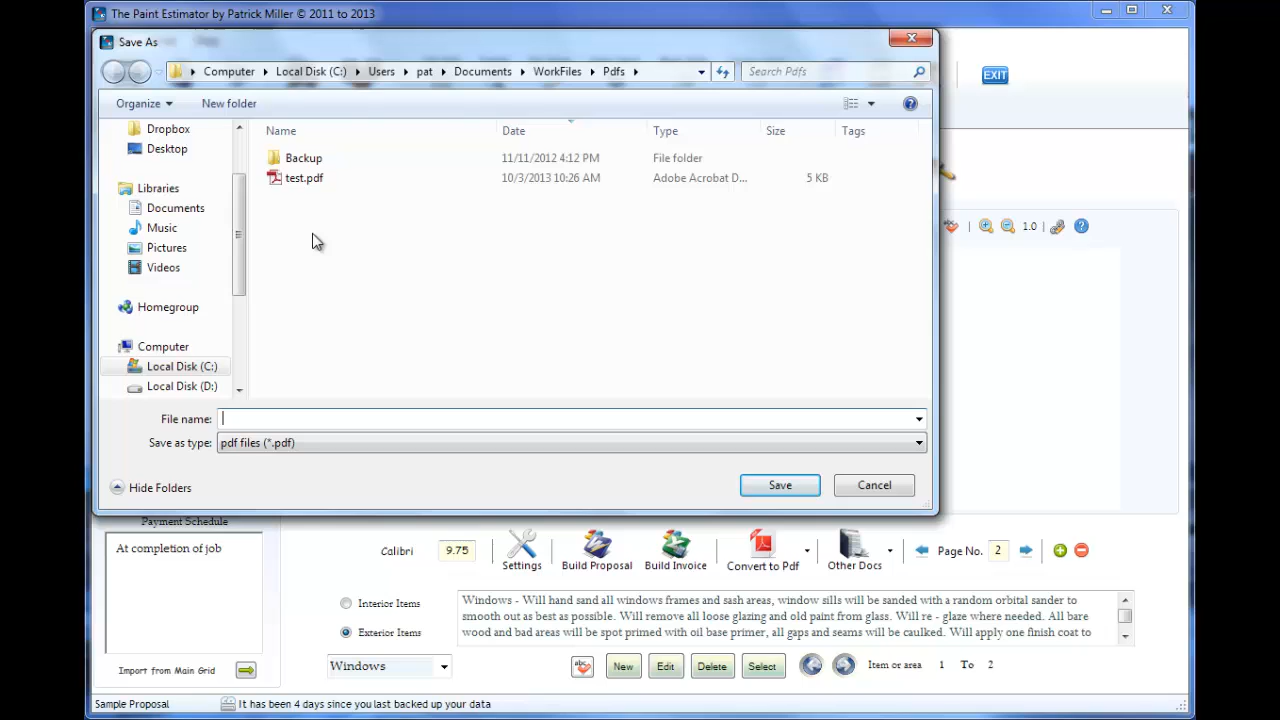 The Paint Estimator by Patrick Miller © 2011 to 2013
Save As
Computer Local Disk (C:) Users pat Documents WorkFiles Pdfs
Search Pdfs
EXIT
Organize
New folder
Name Date Type Size Tags
Backup 11/11/2012 4:12 PM File folder
test.pdf 10/3/2013 10:26 AM Adobe Acrobat D... 5 KB
Dropbox
Desktop
Libraries
Documents
Music
Pictures
Videos
Homegroup
Computer
Local Disk (C:)
Local Disk (D:)
1.0
File name:
Save as type: pdf files (*.pdf)
Hide Folders
Save
Cancel
Payment Schedule
At completion of job
Import from Main Grid
Calibri 9.75 Settings Build Proposal Build Invoice Convert to Pdf Other Docs Page No. 2
Interior Items
Exterior Items
Windows
Windows - Will hand sand all windows frames and sash areas, window sills will be sanded with a random orbital sander to
smooth out as best as possible. Will remove all loose glazing and old paint from glass. Will re - glaze where needed. All bare
wood and bad areas will be spot primed with oil base primer, all gaps and seams will be caulked. Will apply one finish coat to
abc New Edit Delete Select Item or area 1 To 2
Sample Proposal It has been 4 days since you last backed up your data